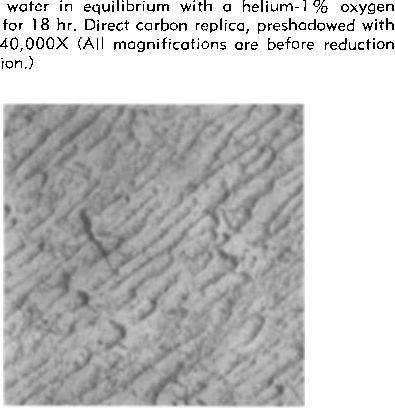 water in equilibrium with a helium-1% oxygen
for 18 hr. Direct carbon replica, preshadowed with
40,000X (All magnifications are before reduction
ion.)